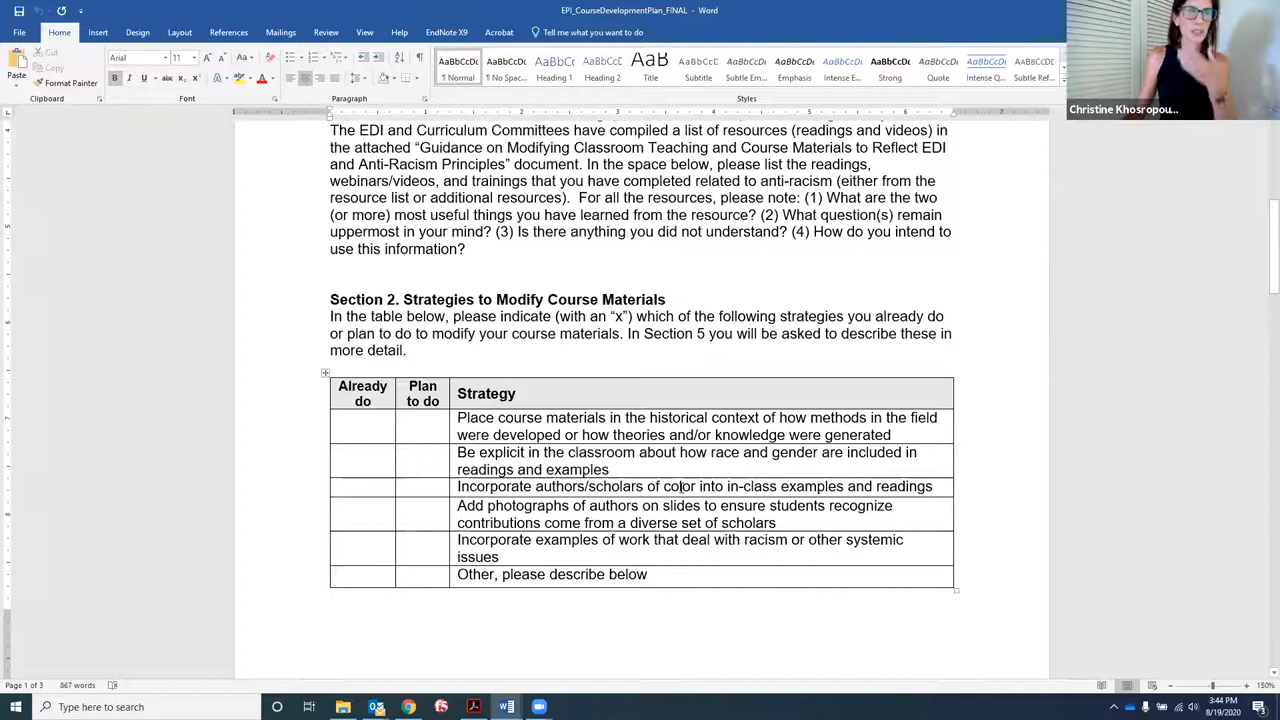 EPI_CourseDevelopmentPlan_FINAL - Word
File Home Insert Design Layout References Mailings Review View EndNote X9 Acrobat Tell me what you want to do
Paste
Cut
Copy
Format Painter
Arial 11
AaBbCcDc AaBbCcDc AaBbCc AaBbCcC AaB AaBbCcC AaBbCcDc AaBbCcDc AaBbCcDc AaBbCcDc AaBbCcDc AaBbCcDc AaBbCcDc
¶ Normal ¶ No Spac... Heading 1 Heading 2 Title Subtitle Subtle Em... Emphasis Intense E... Strong Quote Intense Q... Subtle Ref...
Clipboard Font Paragraph Styles
Christine Khosropou...
The EDI and Curriculum Committees have compiled a list of resources (readings and videos) in
the attached “Guidance on Modifying Classroom Teaching and Course Materials to Reflect EDI
and Anti-Racism Principles” document. In the space below, please list the readings,
webinars/videos, and trainings that you have completed related to anti-racism (either from the
resource list or additional resources). For all the resources, please note: (1) What are the two
(or more) most useful things you have learned from the resource? (2) What question(s) remain
uppermost in your mind? (3) Is there anything you did not understand? (4) How do you intend to
use this information?
Section 2. Strategies to Modify Course Materials
In the table below, please indicate (with an “x”) which of the following strategies you already do
or plan to do to modify your course materials. In Section 5 you will be asked to describe these in
more detail.
Already do
Plan to do
Strategy
Place course materials in the historical context of how methods in the field
were developed or how theories and/or knowledge were generated
Be explicit in the classroom about how race and gender are included in
readings and examples
Incorporate authors/scholars of color into in-class examples and readings
Add photographs of authors on slides to ensure students recognize
contributions come from a diverse set of scholars
Incorporate examples of work that deal with racism or other systemic
issues
Other, please describe below
Page 1 of 3 867 words 150%
Type here to search
3:44 PM
8/19/2020